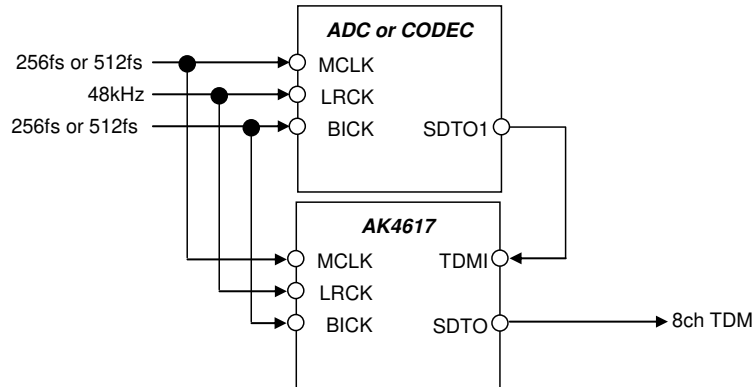 ADC or CODEC
256fs or 512fs
MCLK
48kHz
LRCK
256fs or 512fs
BICK
SDTO1
AK4617
MCLK
TDMI
LRCK
BICK
SDTO
8ch TDM